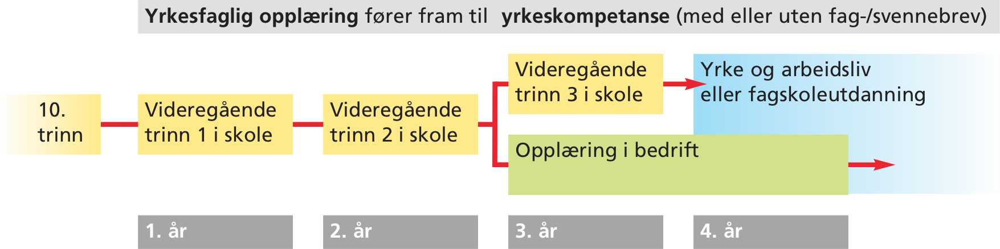 Yrkesfaglig opplæring fører fram til yrkeskompetanse (med eller uten fag-/svennebrev)
10.
trinn
Videregående
trinn 1 i skole
Videregående
trinn 2 i skole
Videregående
trinn 3 i skole
Yrke og arbeidsliv
eller fagskoleutdanning
Opplæring i bedrift
1. år
2. år
3. år
4. år